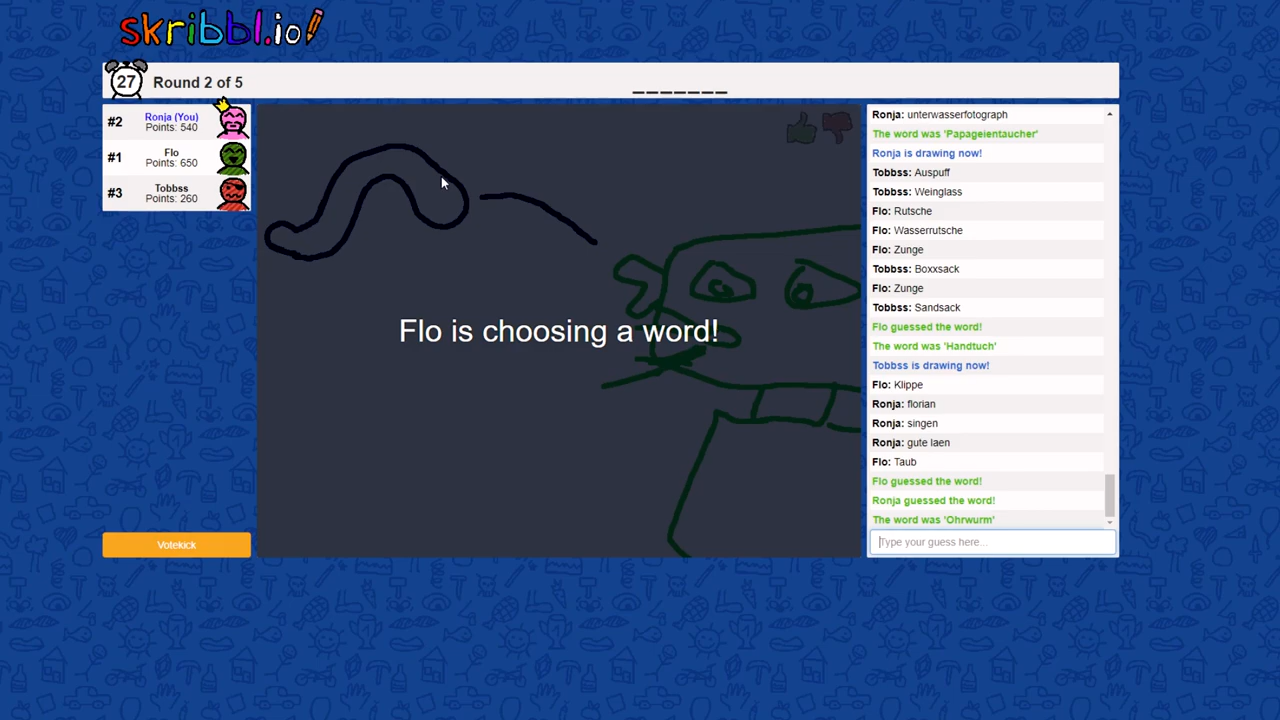 skribbl.io
27
Round 2 of 5
_______
#2
Ronja (You)
Points: 540
#1
Flo
Points: 650
#3
Tobbss
Points: 260
Flo is choosing a word!
Votekick
Ronja: unterwasserfotograph
The word was 'Papageientaucher'
Ronja is drawing now!
Tobbss: Auspuff
Tobbss: Weinglass
Flo: Rutsche
Flo: Wasserrutsche
Flo: Zunge
Tobbss: Boxxsack
Flo: Zunge
Tobbss: Sandsack
Flo guessed the word!
The word was 'Handtuch'
Tobbss is drawing now!
Flo: Klippe
Ronja: florian
Ronja: singen
Ronja: gute laen
Flo: Taub
Flo guessed the word!
Ronja guessed the word!
The word was 'Ohrwurm'
Type your guess here...